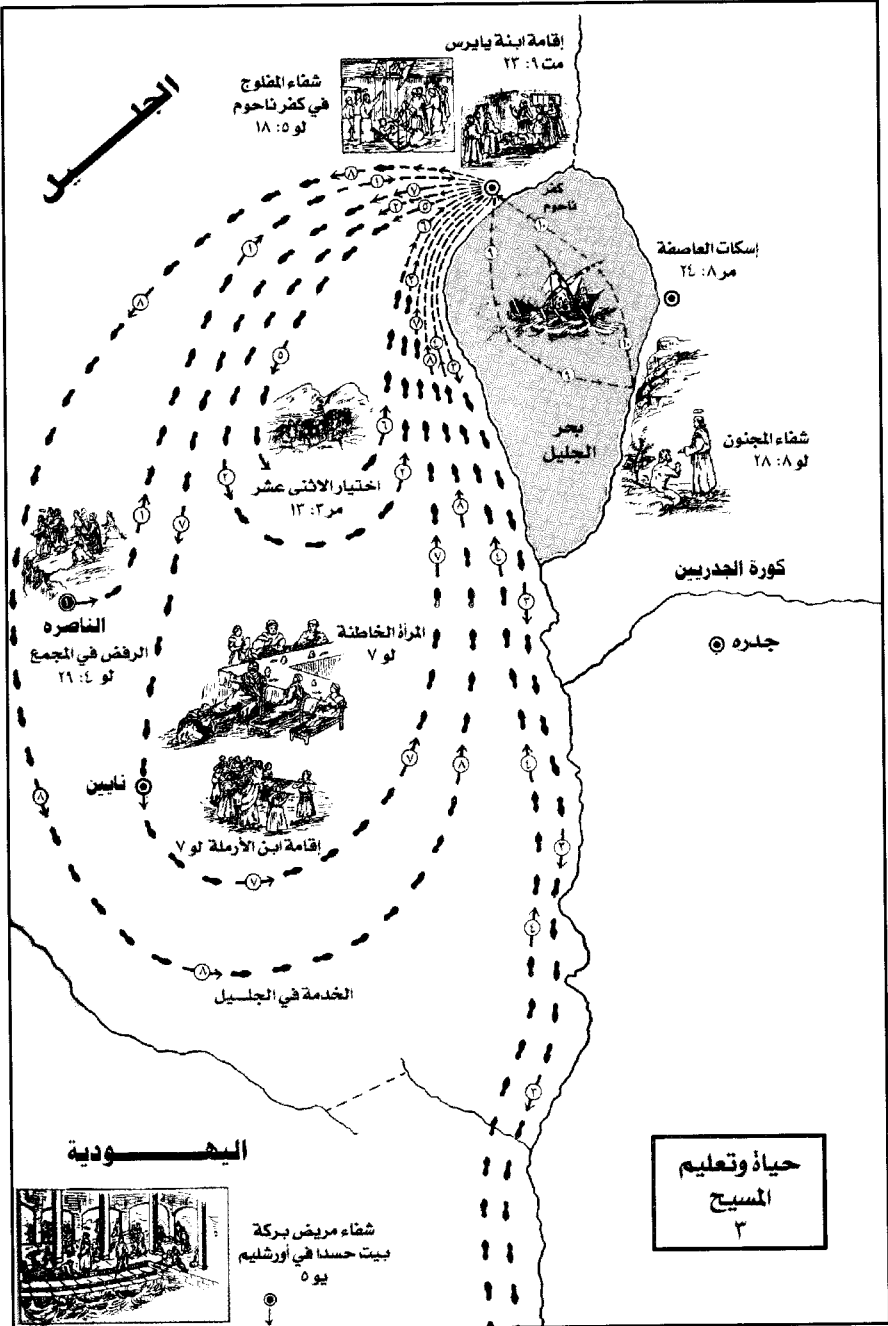 إقامة ابنة يايرس
مت ٩: ٢٣
شفاء المفلوج
في كفر ناحوم
لو ٥: ١٨
الجليل
كفر
ناحوم
إسكات العاصفة
مر ٨: ٢٤
بحر
الجليل
شفاء المجنون
لو ٨: ٢٨
اختيار الاثنى عشر
مر ٣: ١٣
كورة الجدريين
جدره
الناصره
الرفض في المجمع
لو ٤: ٢٩
المرأة الخاطئة
لو ٧
نايين
إقامة ابن الأرملة لو ٧
الخدمة في الجليل
اليهودية
شفاء مريض بركة
بيت حسدا في أورشليم
يو ٥
حياة وتعليم
المسيح
٣